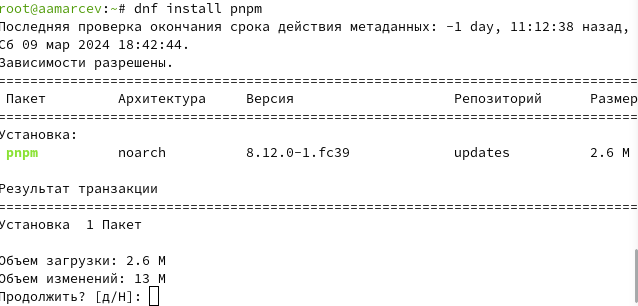 root@aamarcev:~# dnf install pnpm
Последняя проверка окончания срока действия метаданных: -1 day, 11:12:38 назад,
Сб 09 мар 2024 18:42:44.
Зависимости разрешены.
================================================================================
Пакет Архитектура Версия Репозиторий Размер
================================================================================
Установка:
pnpm noarch 8.12.0-1.fc39 updates 2.6 M
Результат транзакции
================================================================================
Установка 1 Пакет
Объем загрузки: 2.6 M
Объем изменений: 13 M
Продолжить? [д/Н]: